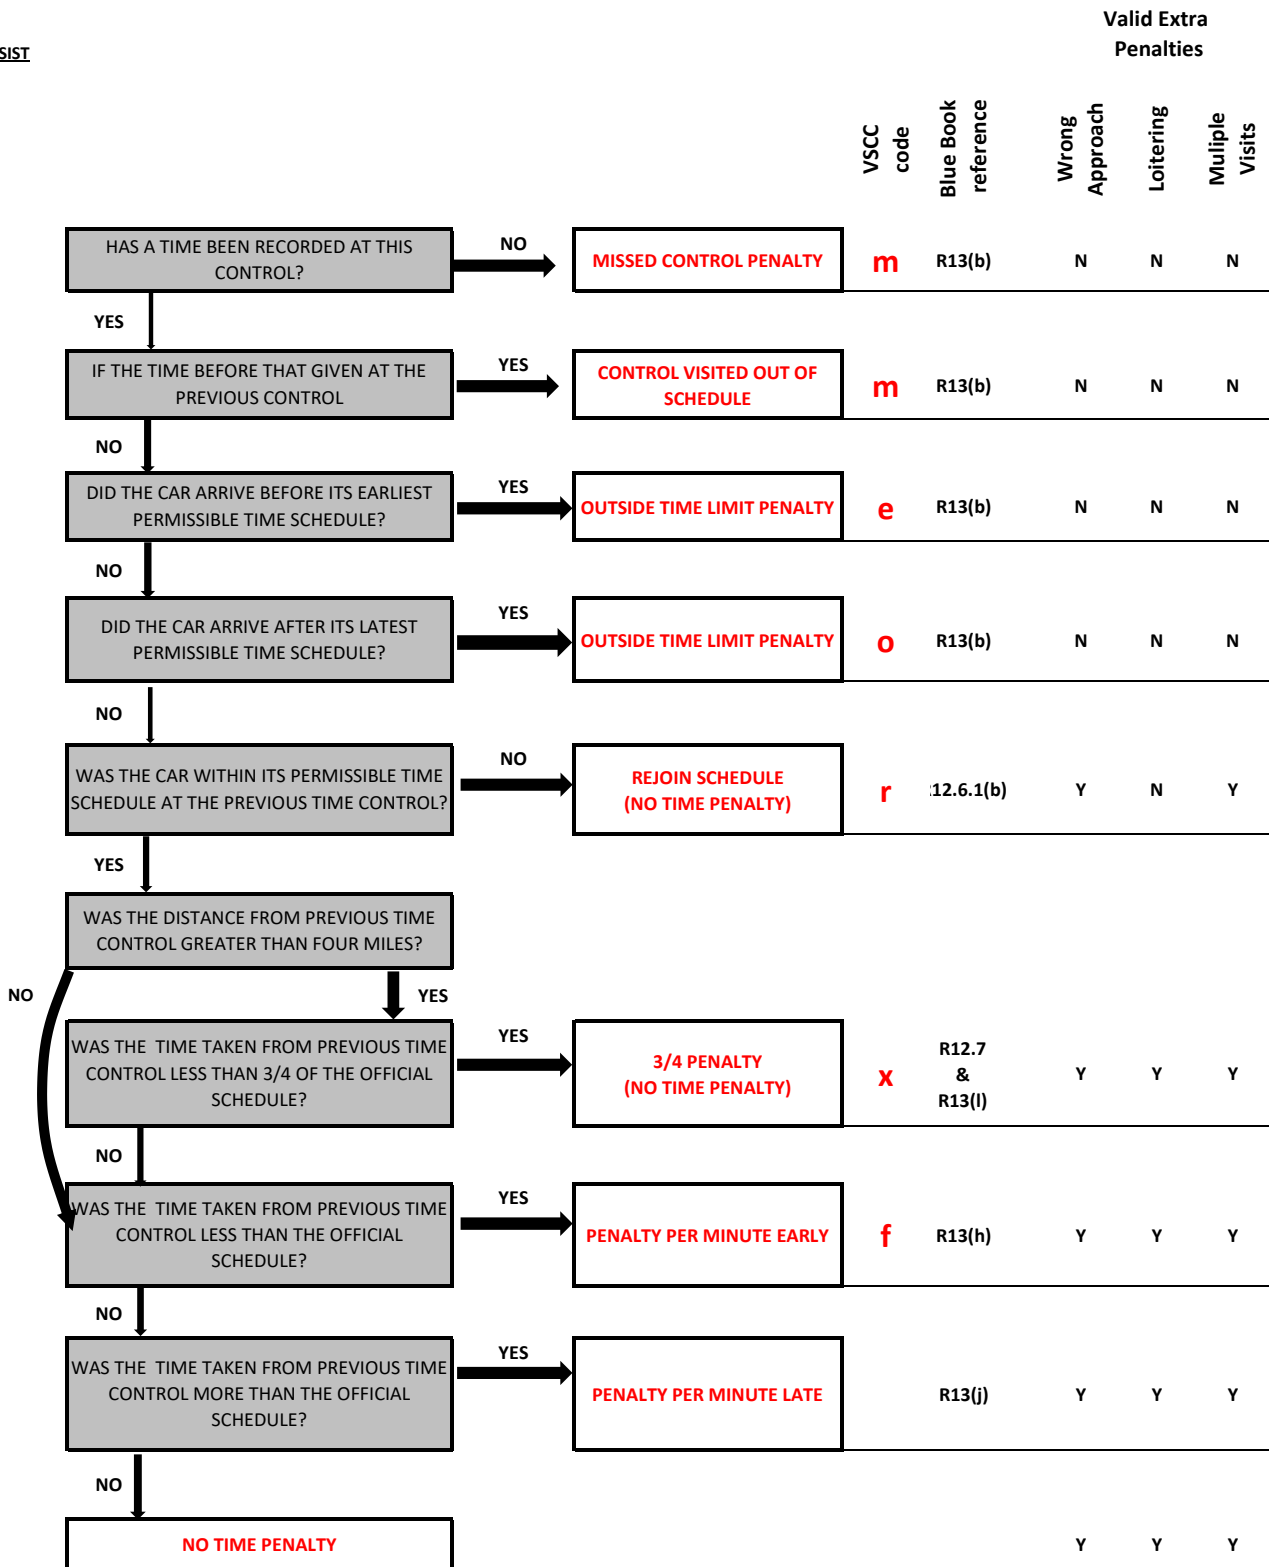 Valid Extra
Penalties
SIST
VSCC
code
Blue Book
reference
Wrong
Approach
Loitering
Muliple
Visits
HAS A TIME BEEN RECORDED AT THIS
CONTROL?
NO
MISSED CONTROL PENALTY
m
R13(b)
N
N
N
YES
IF THE TIME BEFORE THAT GIVEN AT THE
PREVIOUS CONTROL
YES
CONTROL VISITED OUT OF
SCHEDULE
m
R13(b)
N
N
N
NO
DID THE CAR ARRIVE BEFORE ITS EARLIEST
PERMISSIBLE TIME SCHEDULE?
YES
OUTSIDE TIME LIMIT PENALTY
e
R13(b)
N
N
N
NO
DID THE CAR ARRIVE AFTER ITS LATEST
PERMISSIBLE TIME SCHEDULE?
YES
OUTSIDE TIME LIMIT PENALTY
o
R13(b)
N
N
N
NO
WAS THE CAR WITHIN ITS PERMISSIBLE TIME
SCHEDULE AT THE PREVIOUS TIME CONTROL?
NO
REJOIN SCHEDULE
(NO TIME PENALTY)
r
12.6.1(b)
Y
N
Y
YES
WAS THE DISTANCE FROM PREVIOUS TIME
CONTROL GREATER THAN FOUR MILES?
NO
YES
WAS THE  TIME TAKEN FROM PREVIOUS TIME
CONTROL LESS THAN 3/4 OF THE OFFICIAL
SCHEDULE?
YES
3/4 PENALTY
(NO TIME PENALTY)
x
R12.7
&
R13(l)
Y
Y
Y
NO
WAS THE  TIME TAKEN FROM PREVIOUS TIME
CONTROL LESS THAN THE OFFICIAL
SCHEDULE?
YES
PENALTY PER MINUTE EARLY
f
R13(h)
Y
Y
Y
NO
WAS THE  TIME TAKEN FROM PREVIOUS TIME
CONTROL MORE THAN THE OFFICIAL
SCHEDULE?
YES
PENALTY PER MINUTE LATE
R13(j)
Y
Y
Y
NO
NO TIME PENALTY
Y
Y
Y